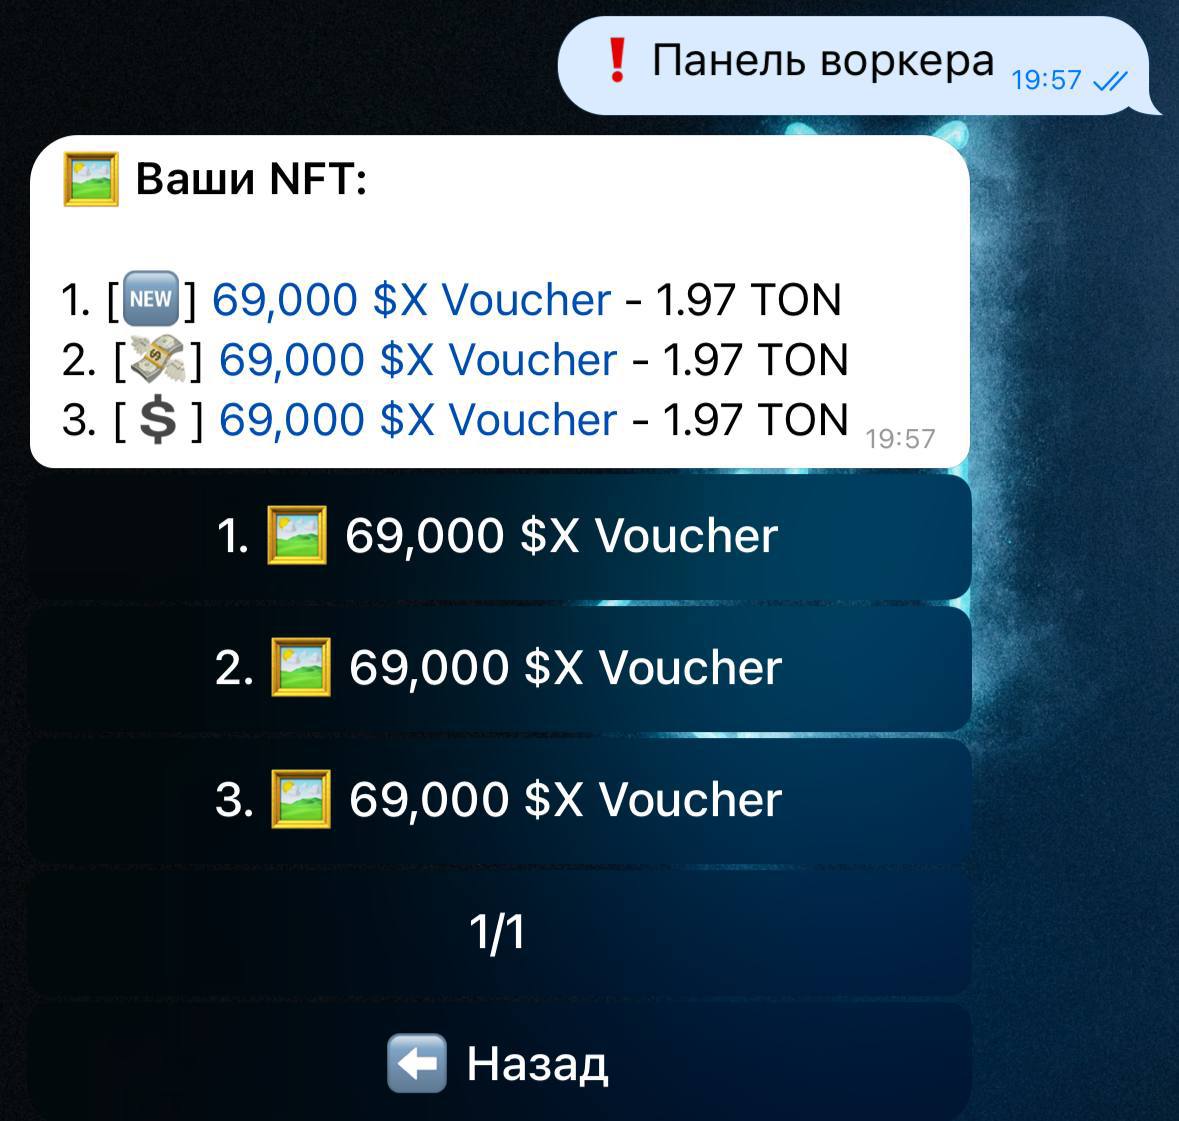 ❗ Панель воркера 19:57
🖼 Ваши NFT:
1. [🆕] 69,000 $X Voucher - 1.97 TON
2. [💸] 69,000 $X Voucher - 1.97 TON
3. [💲] 69,000 $X Voucher - 1.97 TON 19:57
1. 🖼 69,000 $X Voucher
2. 🖼 69,000 $X Voucher
3. 🖼 69,000 $X Voucher
1/1
⬅️ Назад